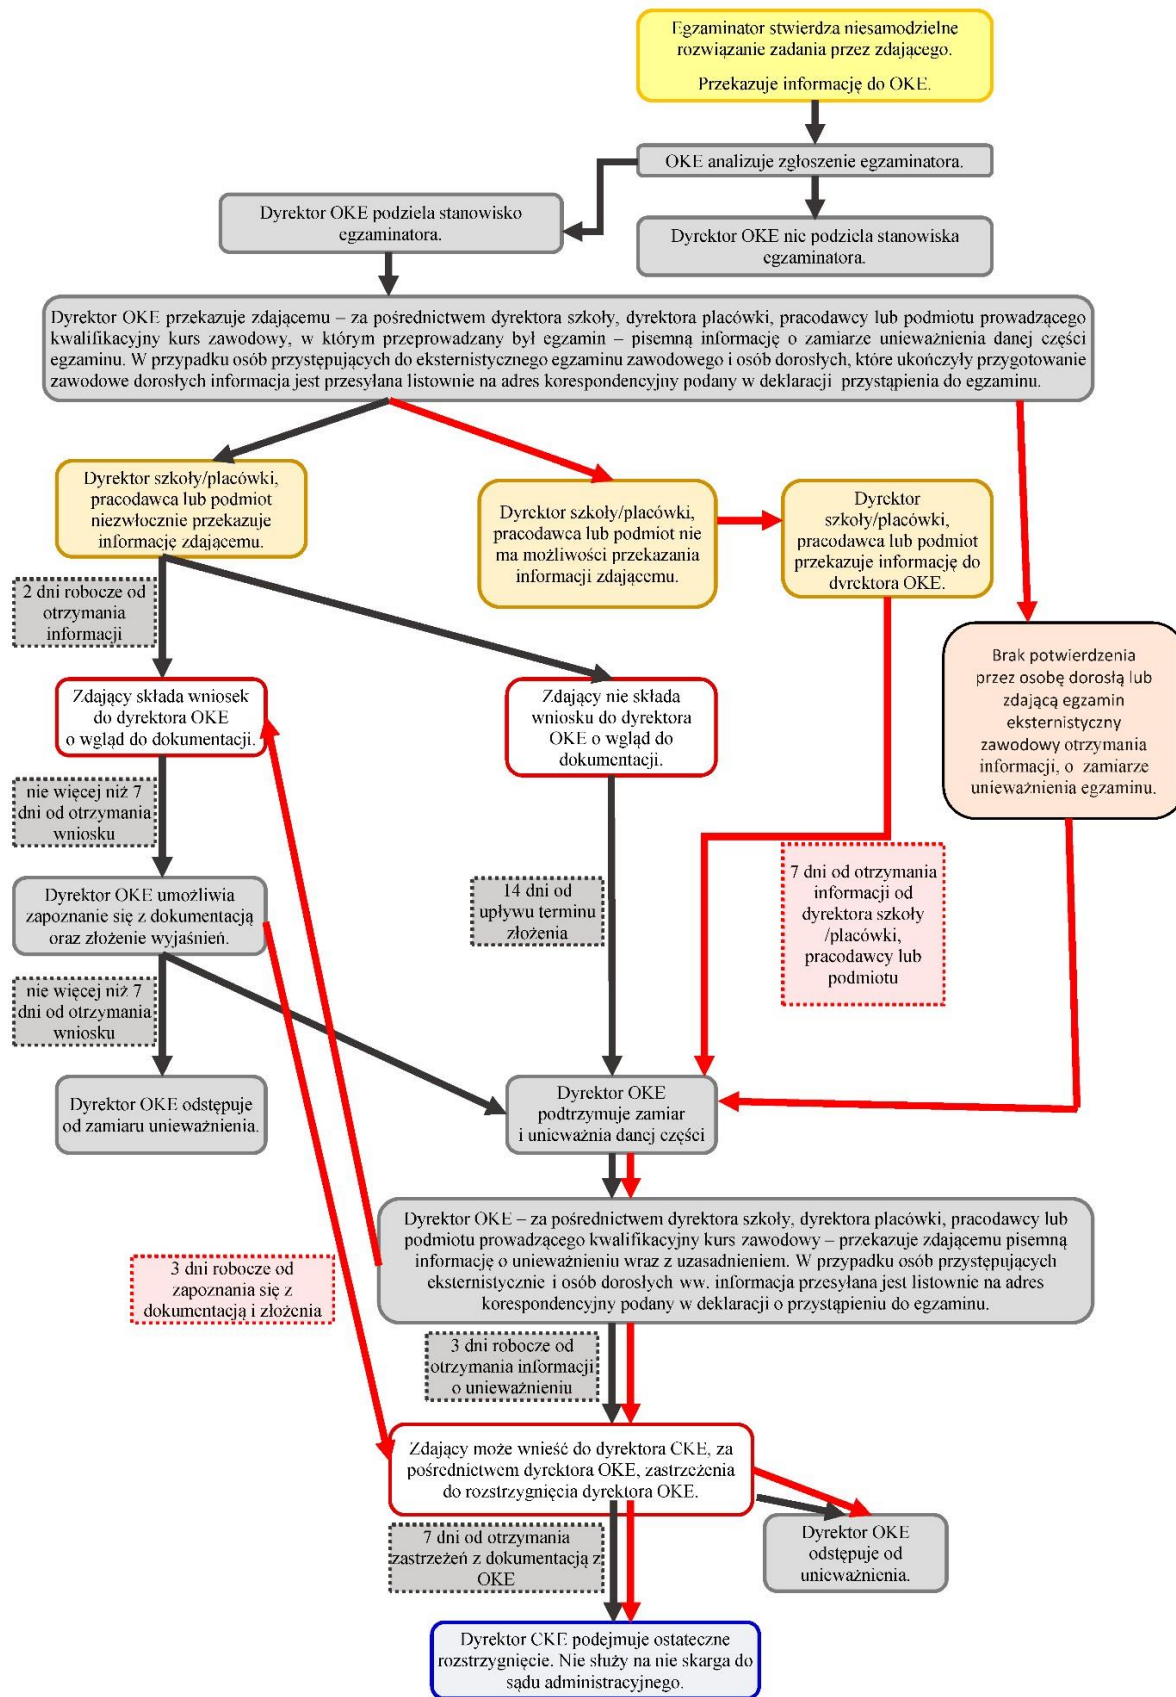 Egzaminator stwierdza niesamodzielne
rozwiązanie zadania przez zdającego.
Przekazuje informację do OKE.
OKE analizuje zgłoszenie egzaminatora.
Dyrektor OKE podziela stanowisko
egzaminatora.
Dyrektor OKE nie podziela stanowiska
egzaminatora.
Dyrektor OKE przekazuje zdającemu – za pośrednictwem dyrektora szkoły, dyrektora placówki, pracodawcy lub podmiotu prowadzącego
kwalifikacyjny kurs zawodowy, w którym przeprowadzany był egzamin – pisemną informację o zamiarze unieważnienia danej części
egzaminu. W przypadku osób przystępujących do eksternistycznego egzaminu zawodowego i osób dorosłych, które ukończyły przygotowanie
zawodowe dorosłych informacja jest przesyłana listownie na adres korespondencyjny podany w deklaracji przystąpienia do egzaminu.
Dyrektor szkoły/placówki,
pracodawca lub podmiot
niezwłocznie przekazuje
informację zdającemu.
Dyrektor szkoły/placówki,
pracodawca lub podmiot nie
ma możliwości przekazania
informacji zdającemu.
Dyrektor
szkoły/placówki,
pracodawca lub podmiot
przekazuje informację do
dyrektora OKE.
2 dni robocze od
otrzymania
informacji
Brak potwierdzenia
przez osobę dorosłą lub
zdającą egzamin
eksternistyczny
zawodowy otrzymania
informacji, o zamiarze
unieważnienia egzaminu.
Zdający składa wniosek
do dyrektora OKE
o wgląd do dokumentacji.
Zdający nie składa
wniosku do dyrektora
OKE o wgląd do
dokumentacji.
nie więcej niż 7
dni od otrzymania
wniosku
Dyrektor OKE umożliwia
zapoznanie się z dokumentacją
oraz złożenie wyjaśnień.
14 dni od
upływu terminu
złożenia
7 dni od otrzymania
informacji od
dyrektora szkoły
/placówki,
pracodawcy lub
podmiotu
nie więcej niż 7
dni od otrzymania
wniosku
Dyrektor OKE odstępuje
od zamiaru unieważnienia.
Dyrektor OKE
podtrzymuje zamiar
i unieważnia danej części
Dyrektor OKE – za pośrednictwem dyrektora szkoły, dyrektora placówki, pracodawcy lub
podmiotu prowadzącego kwalifikacyjny kurs zawodowy – przekazuje zdającemu pisemną
informację o unieważnieniu wraz z uzasadnieniem. W przypadku osób przystępujących
eksternistycznie i osób dorosłych ww. informacja przesyłana jest listownie na adres
korespondencyjny podany w deklaracji o przystąpieniu do egzaminu.
3 dni robocze od
zapoznania się z
dokumentacją i złożenia
3 dni robocze od
otrzymania informacji
o unieważnieniu
Zdający może wnieść do dyrektora CKE, za
pośrednictwem dyrektora OKE, zastrzeżenia
do rozstrzygnięcia dyrektora OKE.
7 dni od otrzymania
zastrzeżeń z dokumentacją z
OKE
Dyrektor OKE
odstępuje od
unieważnienia.
Dyrektor CKE podejmuje ostateczne
rozstrzygnięcie. Nie służy na nie skarga do
sądu administracyjnego.